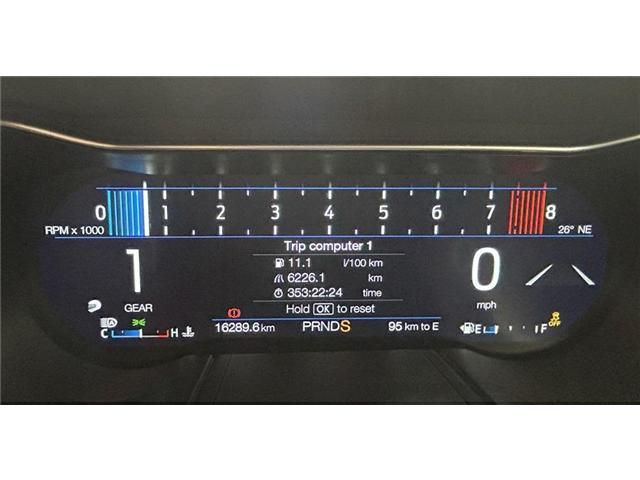 0 1 2 3 4 5 6 7 8
RPM x 1000 26° NE
Trip computer 1
11.1 l/100 km
6226.1 km
353:22:24 time
Hold OK to reset
1
GEAR
0
mph
C H
16289.6 km PRNDS 95 km to E
E F
OFF